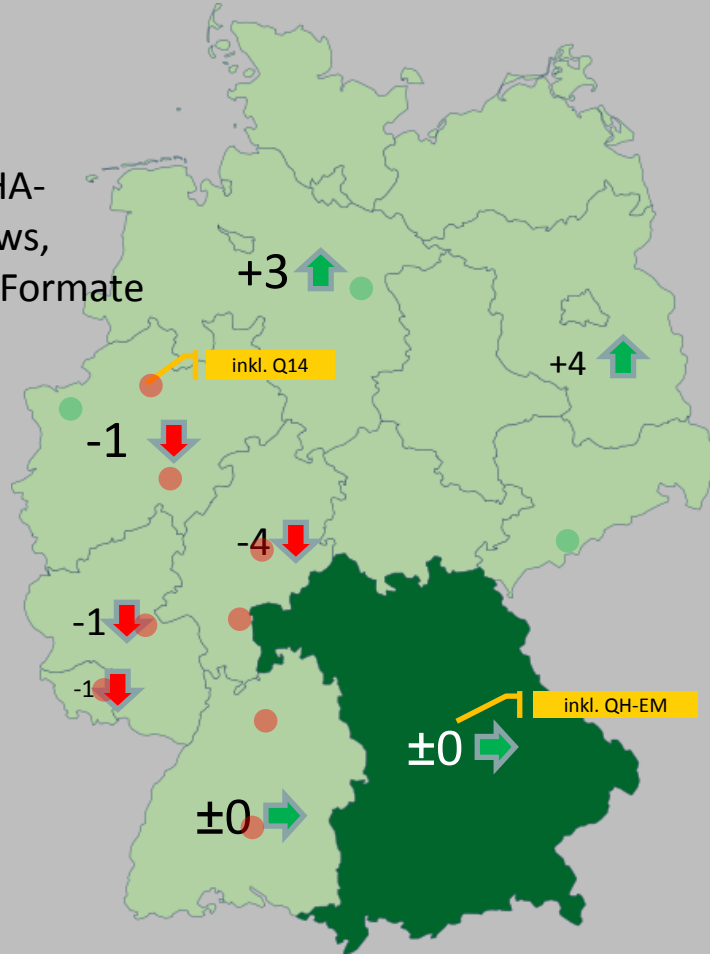 HA-
ws,
Formate
+3
inkl. Q14
+4
-1
-4
-1
-1
inkl. QH-EM
±0
±0